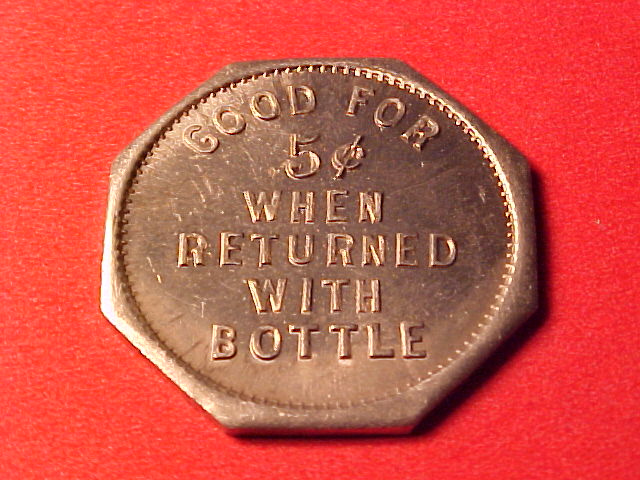 GOOD FOR
5¢
WHEN
RETURNED
WITH
BOTTLE